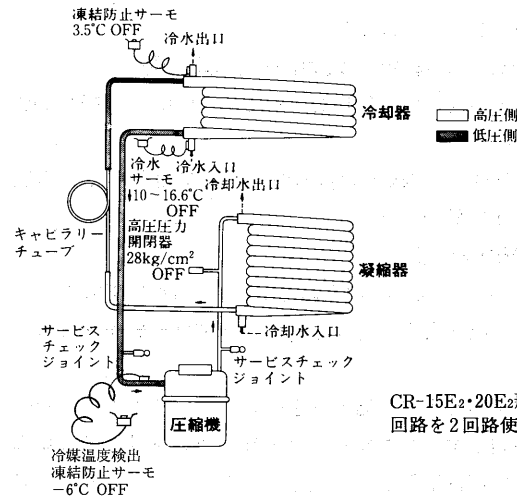 凍結防止サーモ
3.5°C OFF
冷水出口
冷却器
高圧側
低圧側
冷水
サーモ
10～16.6°C
OFF
冷水入口
冷却水出口
高圧圧力
開閉器
28kg/cm²
OFF
キャピラリー
チューブ
凝縮器
冷却水入口
サービス
チェック
ジョイント
サービスチェック
ジョイント
圧縮機
冷媒温度検出
凍結防止サーモ
-6°C OFF
CR-15E₂・20E₂
回路を2回路使